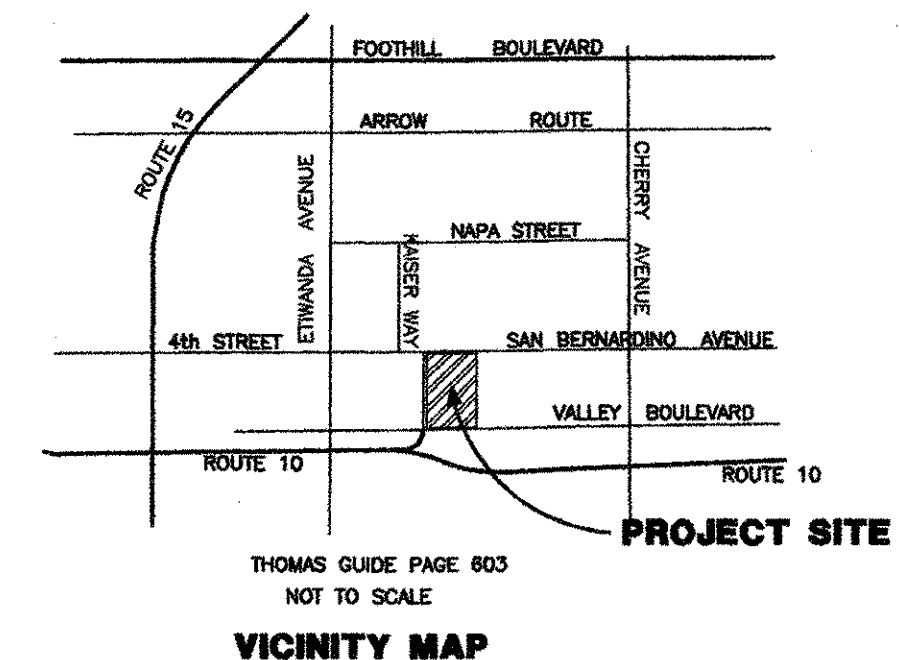 FOOTHILL BOULEVARD
ROUTE 15
ARROW ROUTE
ETIWANDA AVENUE
CHERRY AVENUE
NAPA STREET
KAISER WAY
4th STREET
SAN BERNARDINO AVENUE
VALLEY BOULEVARD
ROUTE 10
ROUTE 10
PROJECT SITE
THOMAS GUIDE PAGE 603
NOT TO SCALE
VICINITY MAP